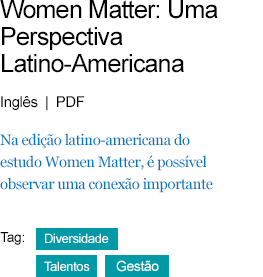 Women Matter: Uma
Perspectiva
Latino-Americana
Inglês | PDF
Na edição latino-americana do
estudo Women Matter, é possível
observar uma conexão importante
Tag: Diversidade
Talentos Gestão